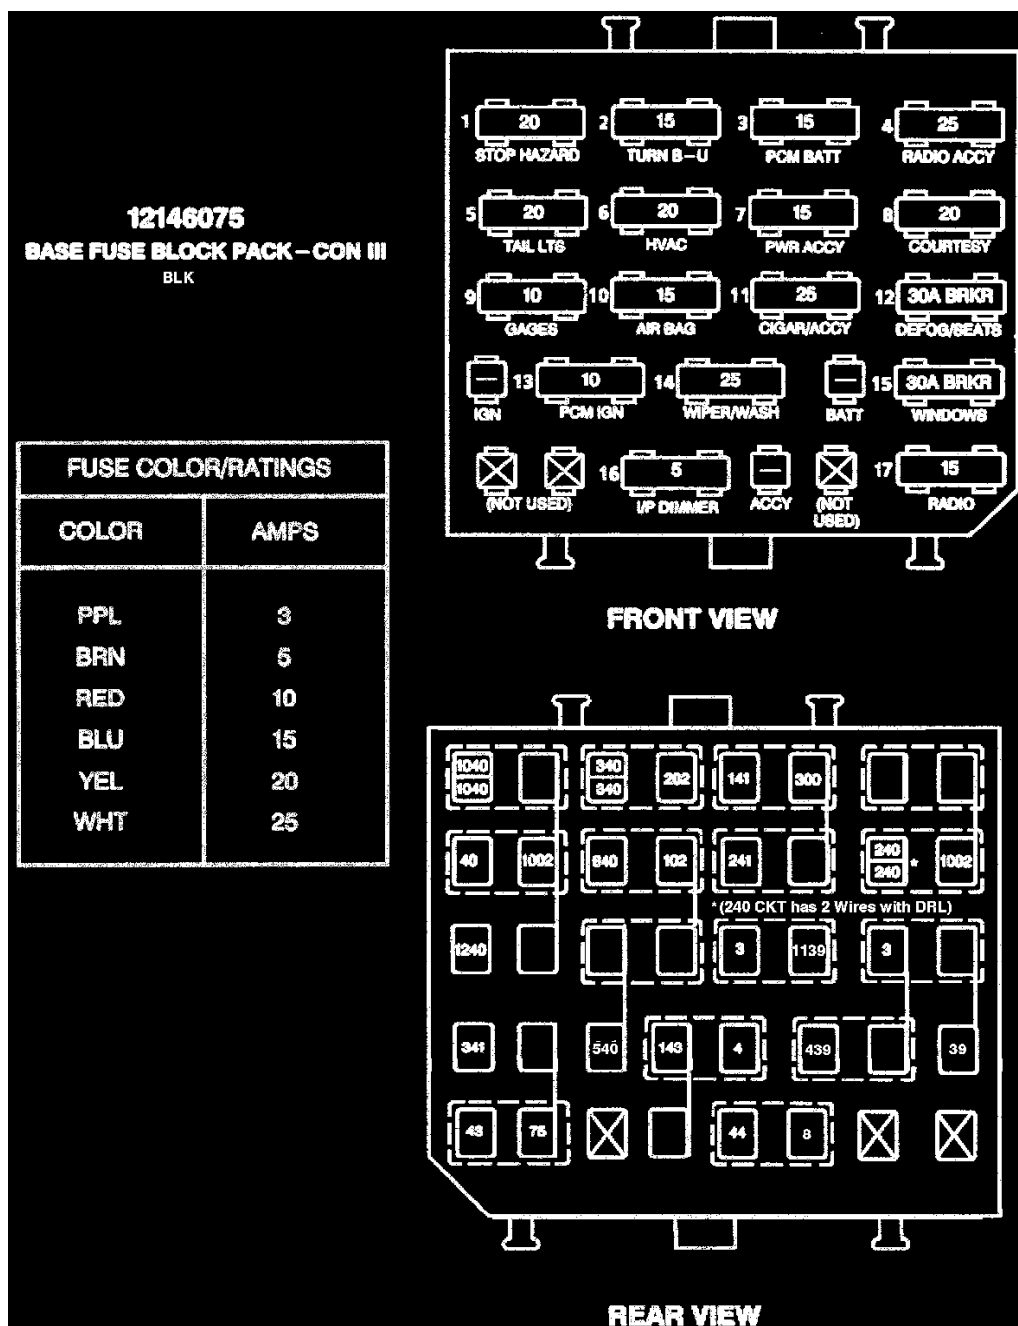 12146075
BASE FUSE BLOCK PACK – CON III
BLK
1 20 2 15 3 15 4 25
STOP HAZARD TURN B – U PCM BATT RADIO ACCY
5 20 6 20 7 15 8 20
TAIL LTS HVAC PWR ACCY COURTESY
9 10 10 15 11 25 12 30A BRKR
GAGES AIR BAG CIGAR/ACCY DEFOG/SEATS
13 10 14 25 15 30A BRKR
IGN PCM IGN WIPER/WASH BATT WINDOWS
16 5 17 15
(NOT USED) I/P DIMMER ACCY (NOT RADIO
USED)
FRONT VIEW
FUSE COLOR/RATINGS
COLOR AMPS
PPL 3
BRN 5
RED 10
BLU 15
YEL 20
WHT 25
1040 340
1040 340 202 141 300
40 1002 640 102 241 240 * 1002
240
*(240 CKT has 2 Wires with DRL)
1240 3 1139 3
341 540 143 4 439 39
43 75 44 8
REAR VIEW